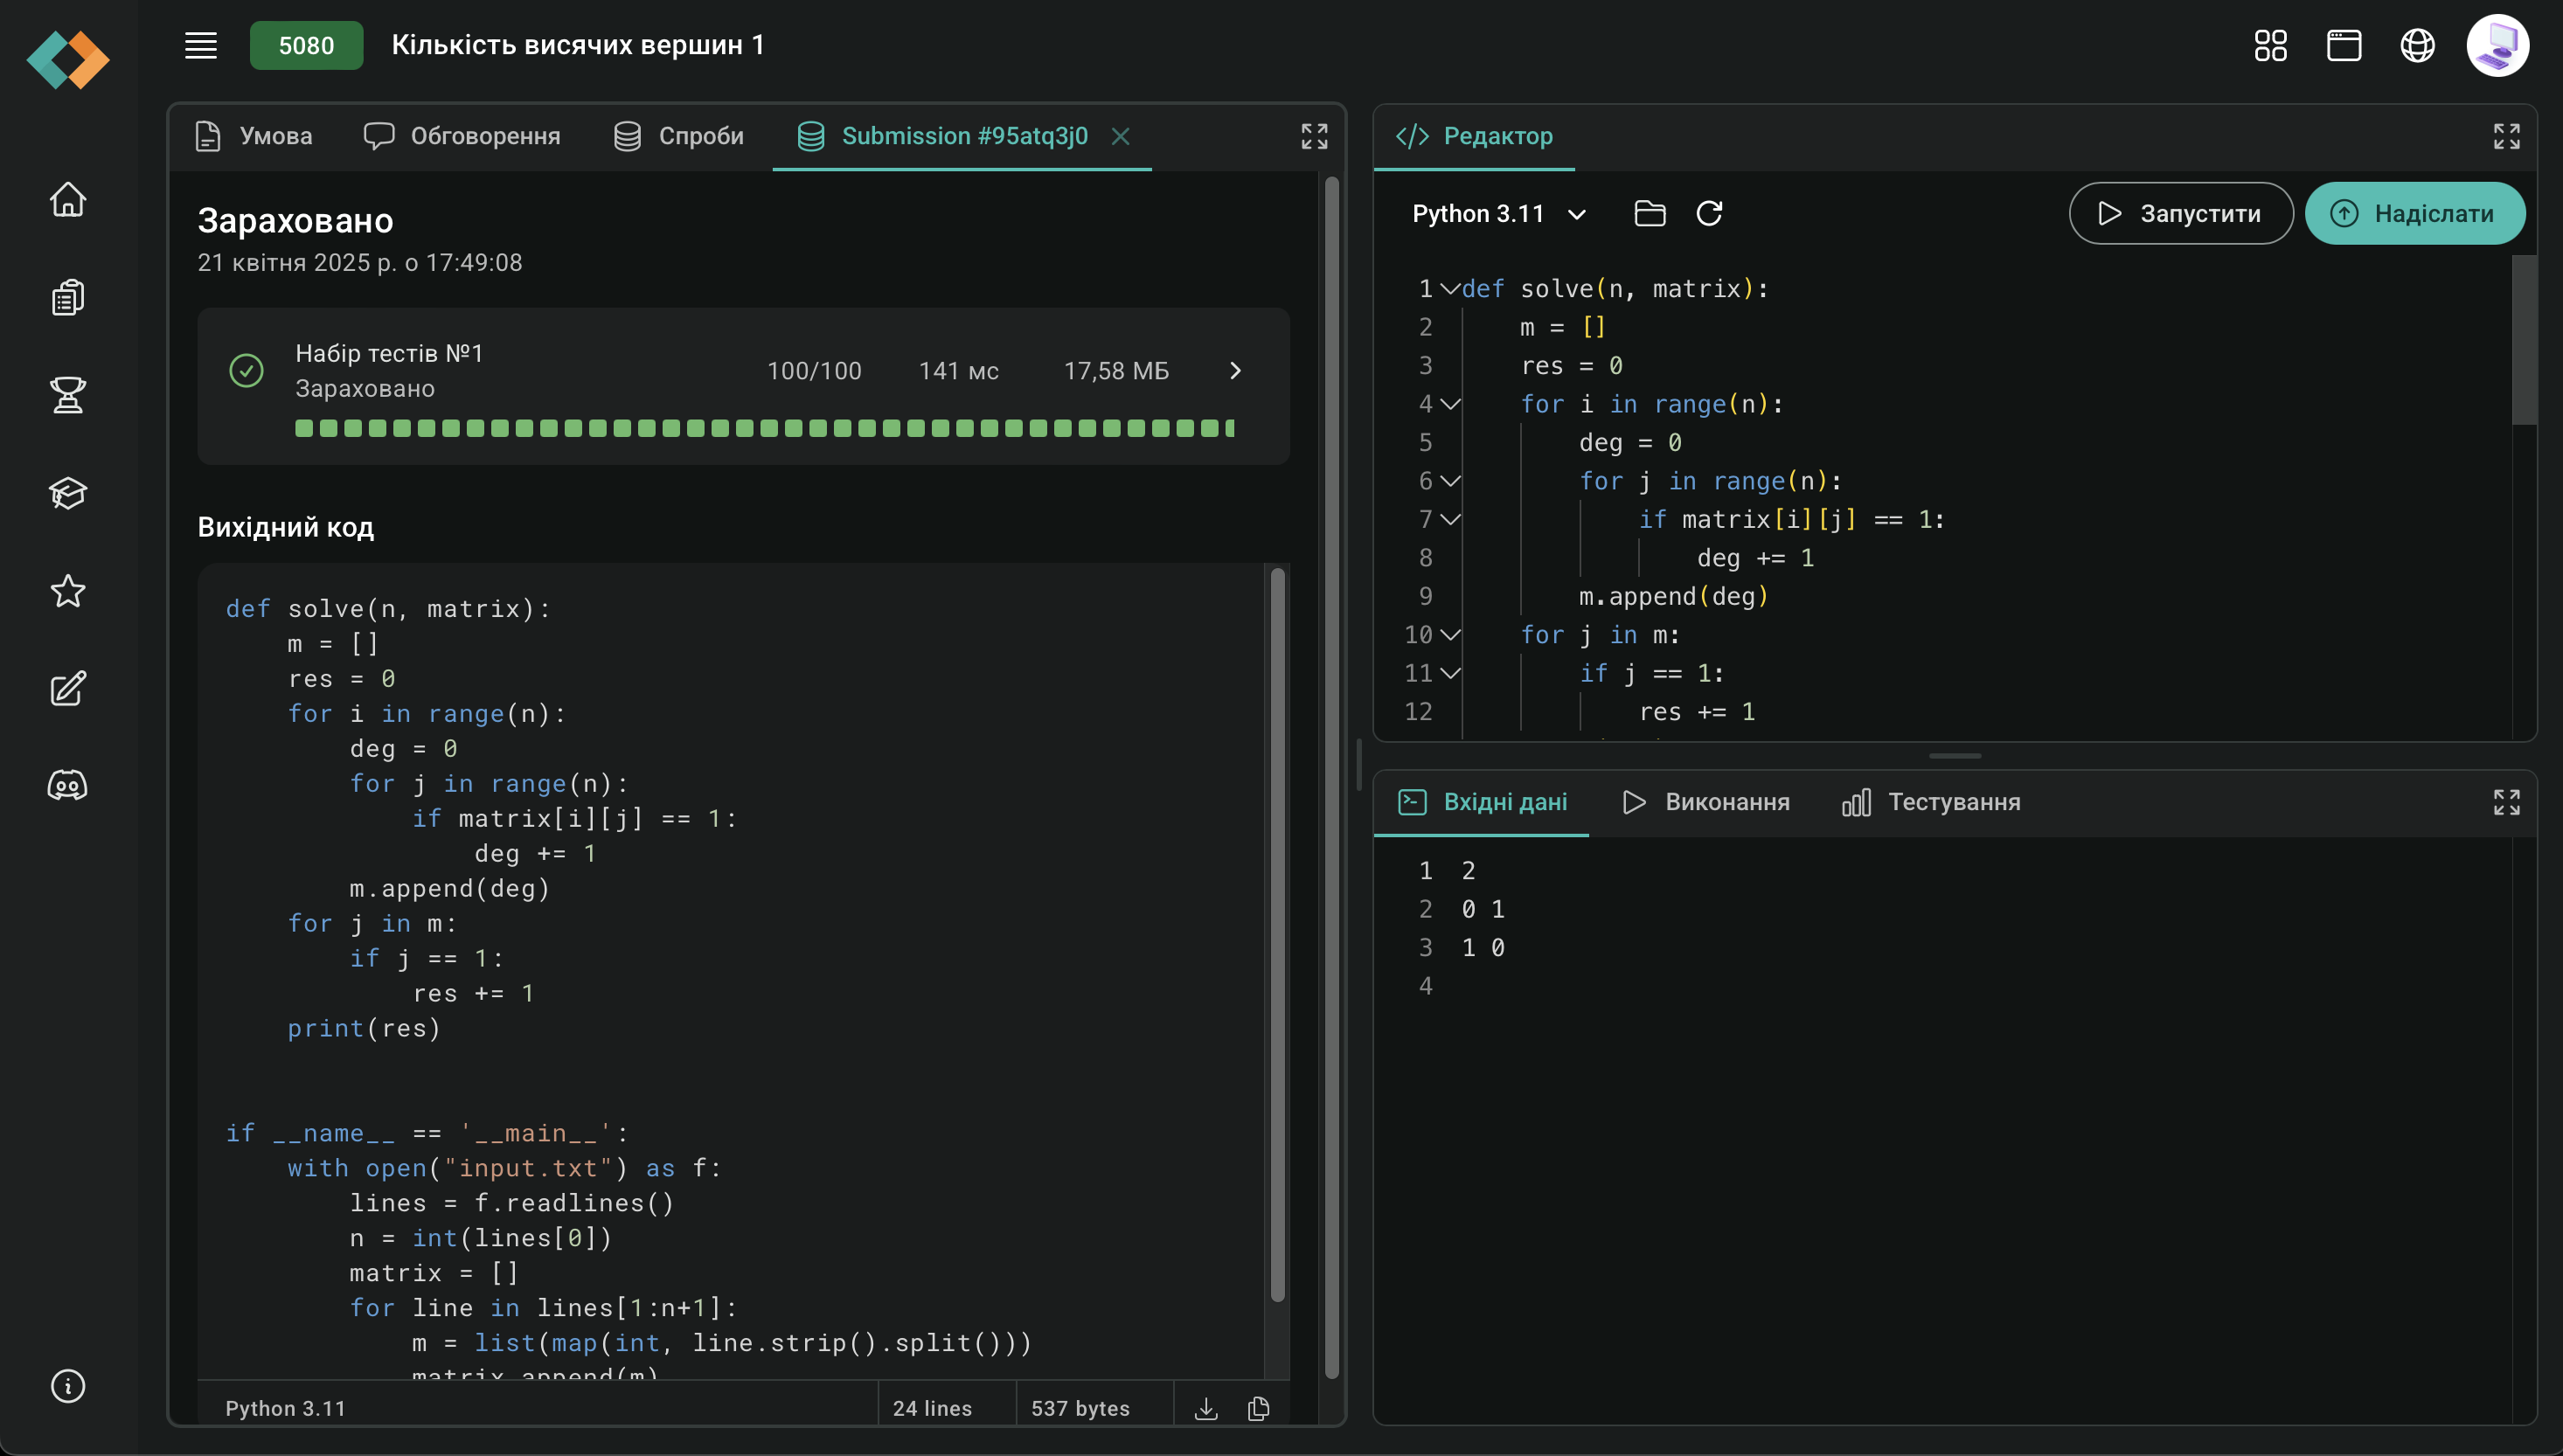 5080 Кількість висячих вершин 1
Умова Обговорення Спроби Submission #95atq3j0
Зараховано
21 квітня 2025 р. о 17:49:08
Набір тестів №1
Зараховано
100/100 141 мс 17,58 МБ
Вихідний код
def solve(n, matrix):
    m = []
    res = 0
    for i in range(n):
        deg = 0
        for j in range(n):
            if matrix[i][j] == 1:
                deg += 1
        m.append(deg)
    for j in m:
        if j == 1:
            res += 1
    print(res)
if __name__ == '__main__':
    with open("input.txt") as f:
        lines = f.readlines()
        n = int(lines[0])
        matrix = []
        for line in lines[1:n+1]:
            m = list(map(int, line.strip().split()))
            matrix.append(m)
Python 3.11 24 lines 537 bytes
Редактор
Python 3.11 Запустити Надіслати
1 def solve(n, matrix):
2     m = []
3     res = 0
4     for i in range(n):
5         deg = 0
6         for j in range(n):
7             if matrix[i][j] == 1:
8                 deg += 1
9         m.append(deg)
10     for j in m:
11         if j == 1:
12             res += 1
Вхідні дані Виконання Тестування
1 2
2 0 1
3 1 0
4